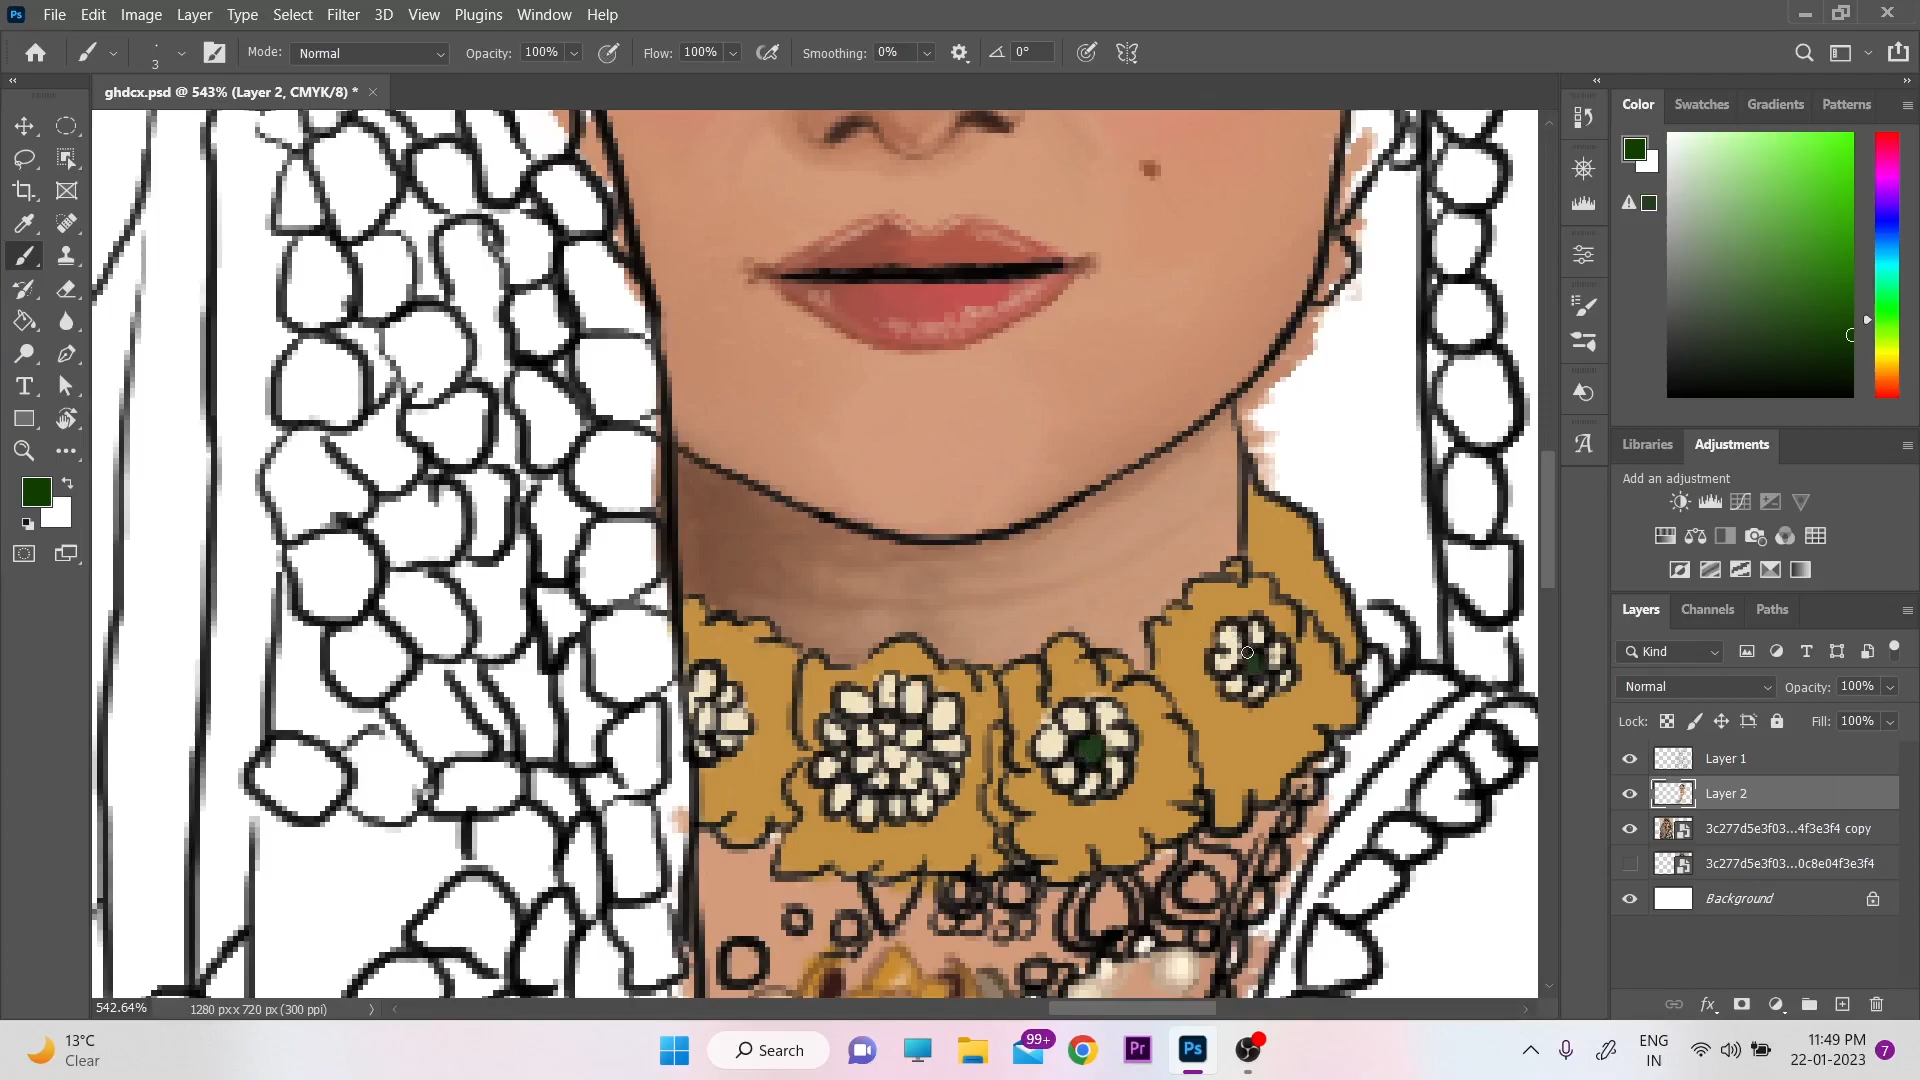 Ps File Edit Image Layer Type Select Filter 3D View Plugins Window Help
3 Mode: Normal Opacity: 100% Flow: 100% Smoothing: 0% 0°
ghdcx.psd @ 543% (Layer 2, CMYK/8) *
Color Swatches Gradients Patterns
Libraries Adjustments
Add an adjustment
Layers Channels Paths
Kind
Normal Opacity: 100%
Lock: Fill: 100%
Layer 1
Layer 2
3c277d5e3f03...4f3e3f4 copy
3c277d5e3f03...0c8e04f3e3f4
Background
542.64% 1280 px x 720 px (300 ppi)
13°C
Clear
Search
99+
Pr
Ps
ENG
IN
11:49 PM
22-01-2023
7